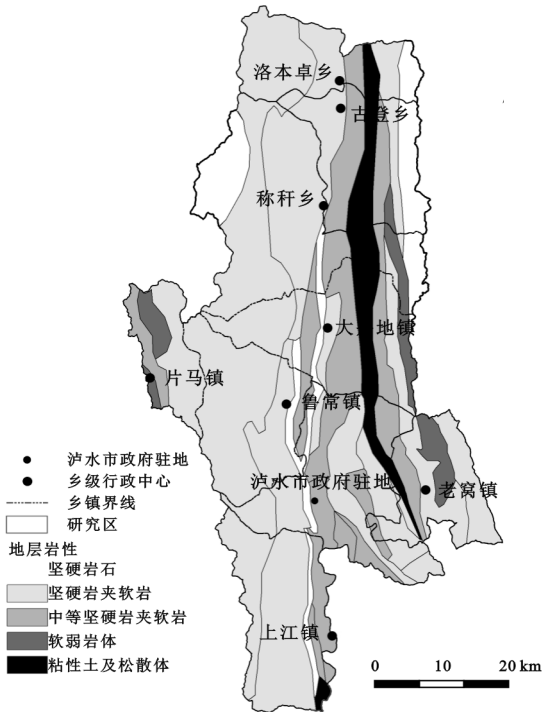 洛本卓乡
古登乡
称秆乡
大兴地镇
片马镇
鲁常镇
泸水市政府驻地
老窝镇
上江镇
泸水市政府驻地
乡级行政中心
乡镇界线
研究区
地层岩性
坚硬岩石
坚硬岩夹软岩
中等坚硬岩夹软岩
软弱岩体
粘性土及松散体
0 10 20 km